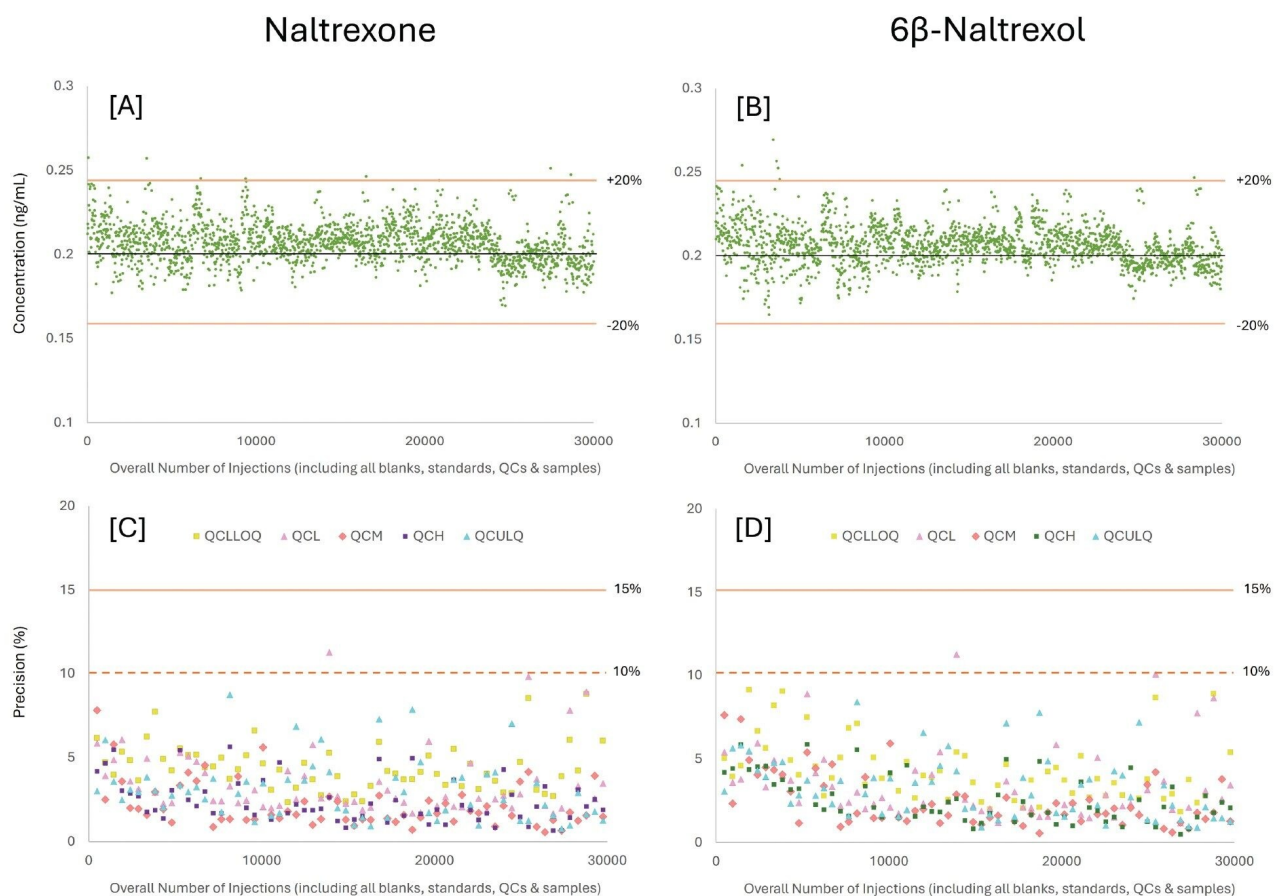 Naltrexone
6β-Naltrexol
[A]
0.3
0.25
0.2
0.15
0.1
+20%
-20%
Concentration (ng/mL)
0 10000 20000 30000
Overall Number of Injections (including all blanks, standards, QCs & samples)
[B]
0.3
0.25
0.2
0.15
0.1
+20%
-20%
0 10000 20000 30000
Overall Number of Injections (including all blanks, standards, QCs & samples)
[C]
QCLLOQ QCL QCM QCH QCULQ
20
15
10
5
0
15%
10%
Precision (%)
0 10000 20000 30000
Overall Number of Injections (including all blanks, standards, QCs & samples)
[D]
QCLLOQ QCL QCM QCH QCULQ
20
15
10
5
0
15%
10%
0 10000 20000 30000
Overall Number of Injections (including all blanks, standards, QCs & samples)